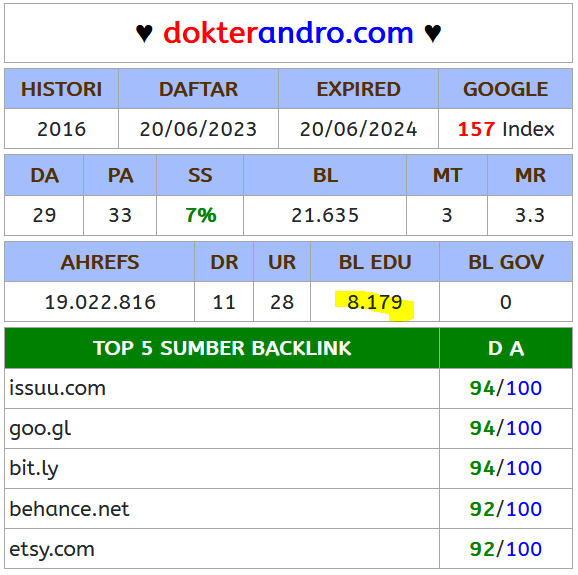 ♥ dokterandro.com ♥
HISTORI DAFTAR EXPIRED GOOGLE
2016 20/06/2023 20/06/2024 157 Index
DA PA SS BL MT MR
29 33 7% 21.635 3 3.3
AHREFS DR UR BL EDU BL GOV
19.022.816 11 28 8.179 0
TOP 5 SUMBER BACKLINK D A
issuu.com 94/100
goo.gl 94/100
bit.ly 94/100
behance.net 92/100
etsy.com 92/100